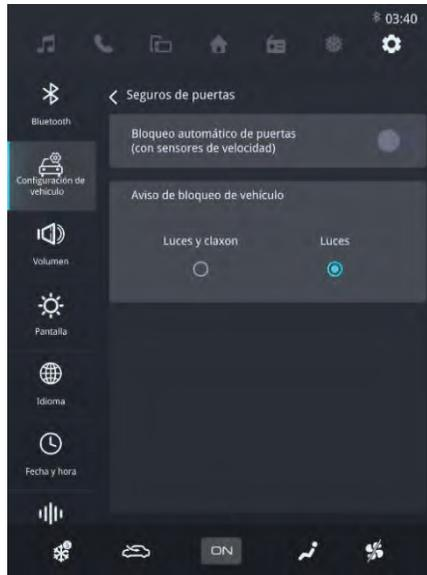 03:40
Seguros de puertas
Bluetooth
Bloqueo automático de puertas
(con sensores de velocidad)
Configuración de
vehículo
Aviso de bloqueo de vehículo
Luces y claxon
Luces
Volumen
Pantalla
Idioma
Fecha y hora
ON